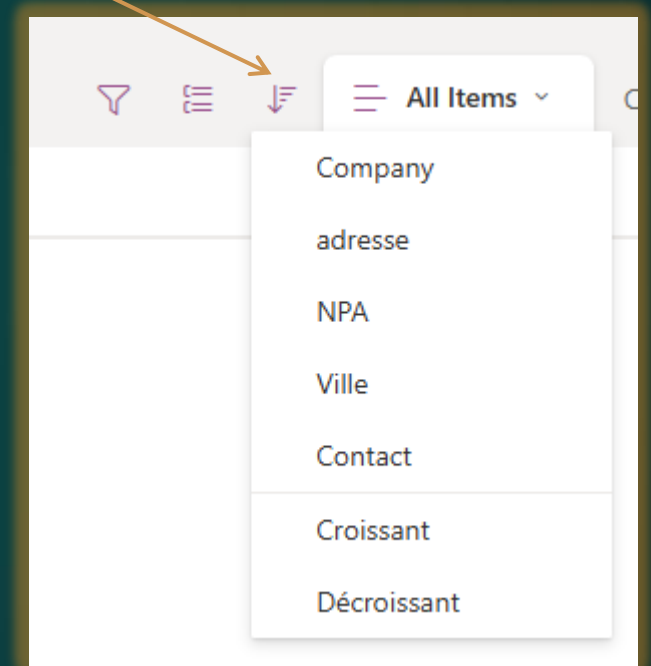 All Items
Company
adresse
NPA
Ville
Contact
Croissant
Décroissant